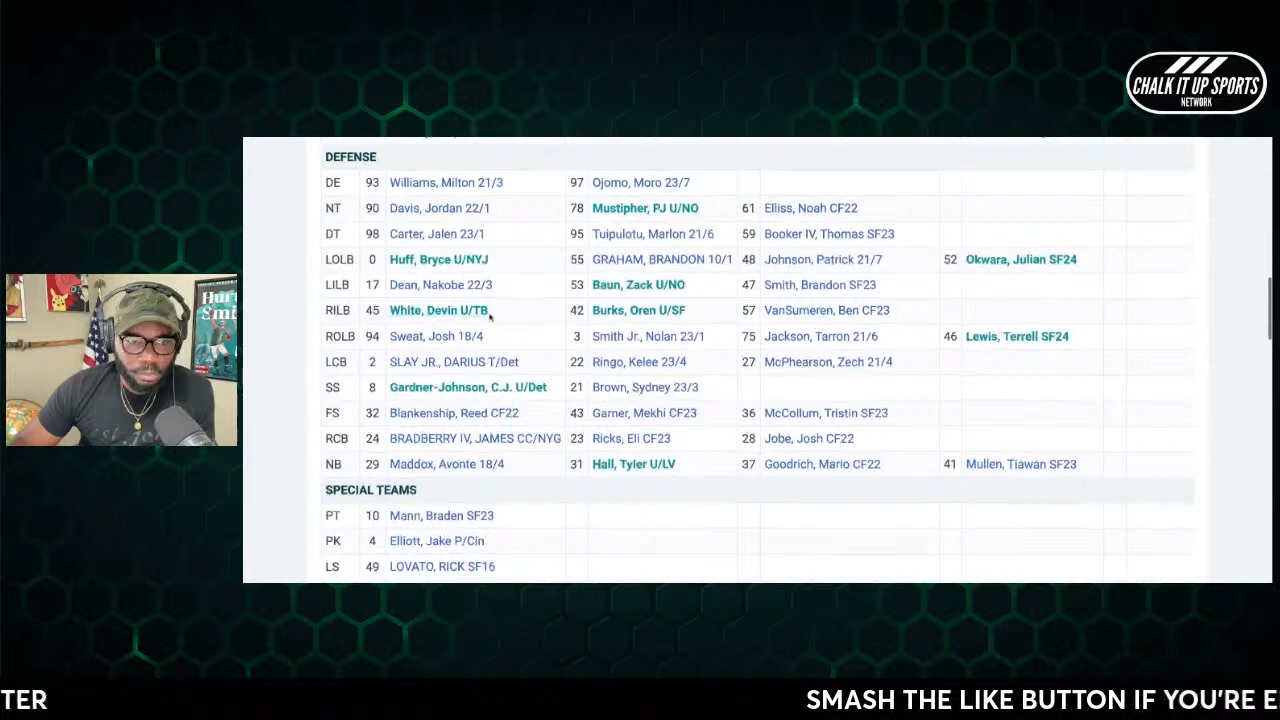 CHALK IT UP SPORTS
NETWORK
DEFENSE
DE 93 Williams, Milton 21/3 97 Ojomo, Moro 23/7
NT 90 Davis, Jordan 22/1 78 Mustipher, PJ U/NO 61 Elliss, Noah CF22
DT 98 Carter, Jalen 23/1 95 Tuipulotu, Marlon 21/6 59 Booker IV, Thomas SF23
LOLB 0 Huff, Bryce U/NYJ 55 GRAHAM, BRANDON 10/1 48 Johnson, Patrick 21/7 52 Okwara, Julian SF24
LILB 17 Dean, Nakobe 22/3 53 Baun, Zack U/NO 47 Smith, Brandon SF23
RILB 45 White, Devin U/TB 42 Burks, Oren U/SF 57 VanSumeren, Ben CF23
ROLB 94 Sweat, Josh 18/4 3 Smith Jr., Nolan 23/1 75 Jackson, Tarron 21/6 46 Lewis, Terrell SF24
LCB 2 SLAY JR., DARIUS T/Det 22 Ringo, Kelee 23/4 27 McPhearson, Zech 21/4
SS 8 Gardner-Johnson, C.J. U/Det 21 Brown, Sydney 23/3
FS 32 Blankenship, Reed CF22 43 Garner, Mekhi CF23 36 McCollum, Tristin SF23
RCB 24 BRADBERRY IV, JAMES CC/NYG 23 Ricks, Eli CF23 28 Jobe, Josh CF22
NB 29 Maddox, Avonte 18/4 31 Hall, Tyler U/LV 37 Goodrich, Mario CF22 41 Mullen, Tiawan SF23
SPECIAL TEAMS
PT 10 Mann, Braden SF23
PK 4 Elliott, Jake P/Cin
LS 49 LOVATO, RICK SF16
TER SMASH THE LIKE BUTTON IF YOU'RE E